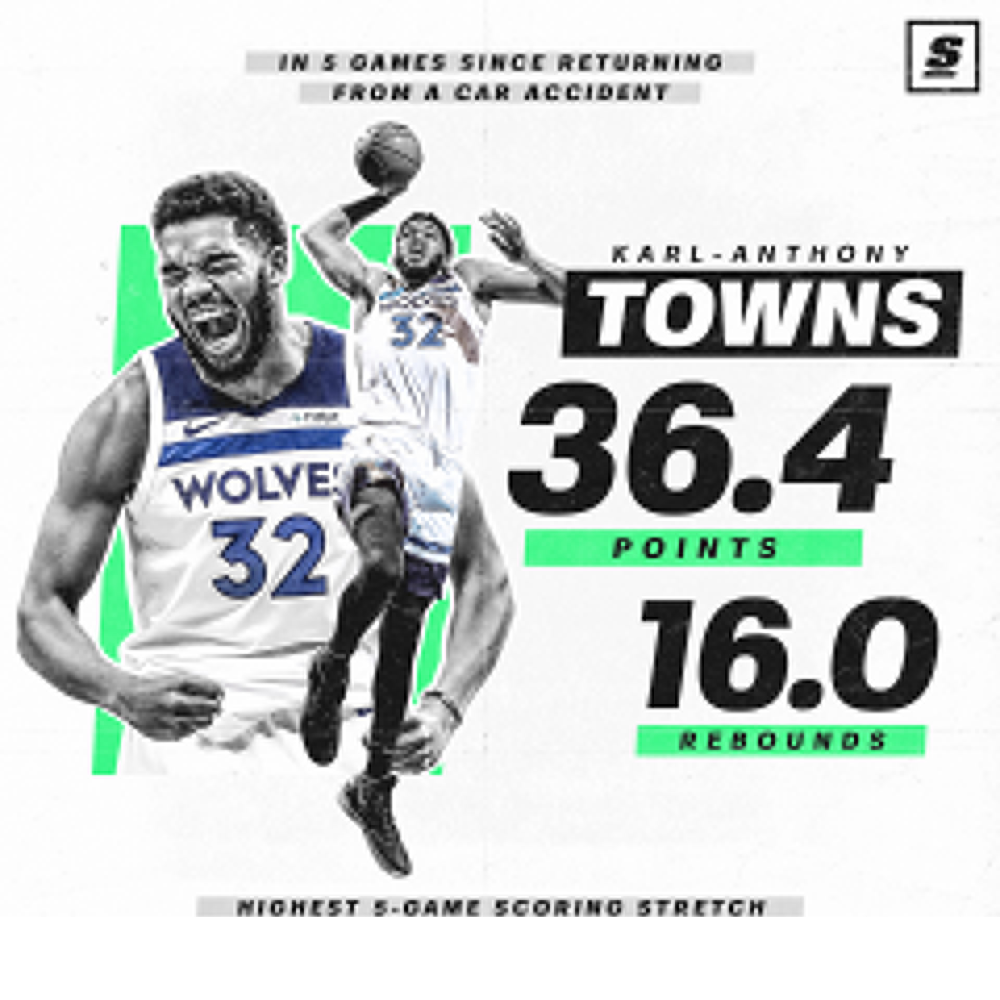 S
IN 5 GAMES SINCE RETURNING
FROM A CAR ACCIDENT
KARL-ANTHONY
TOWNS
36.4
POINTS
16.0
REBOUNDS
WOLVES
32
32
HIGHEST 5-GAME SCORING STRETCH